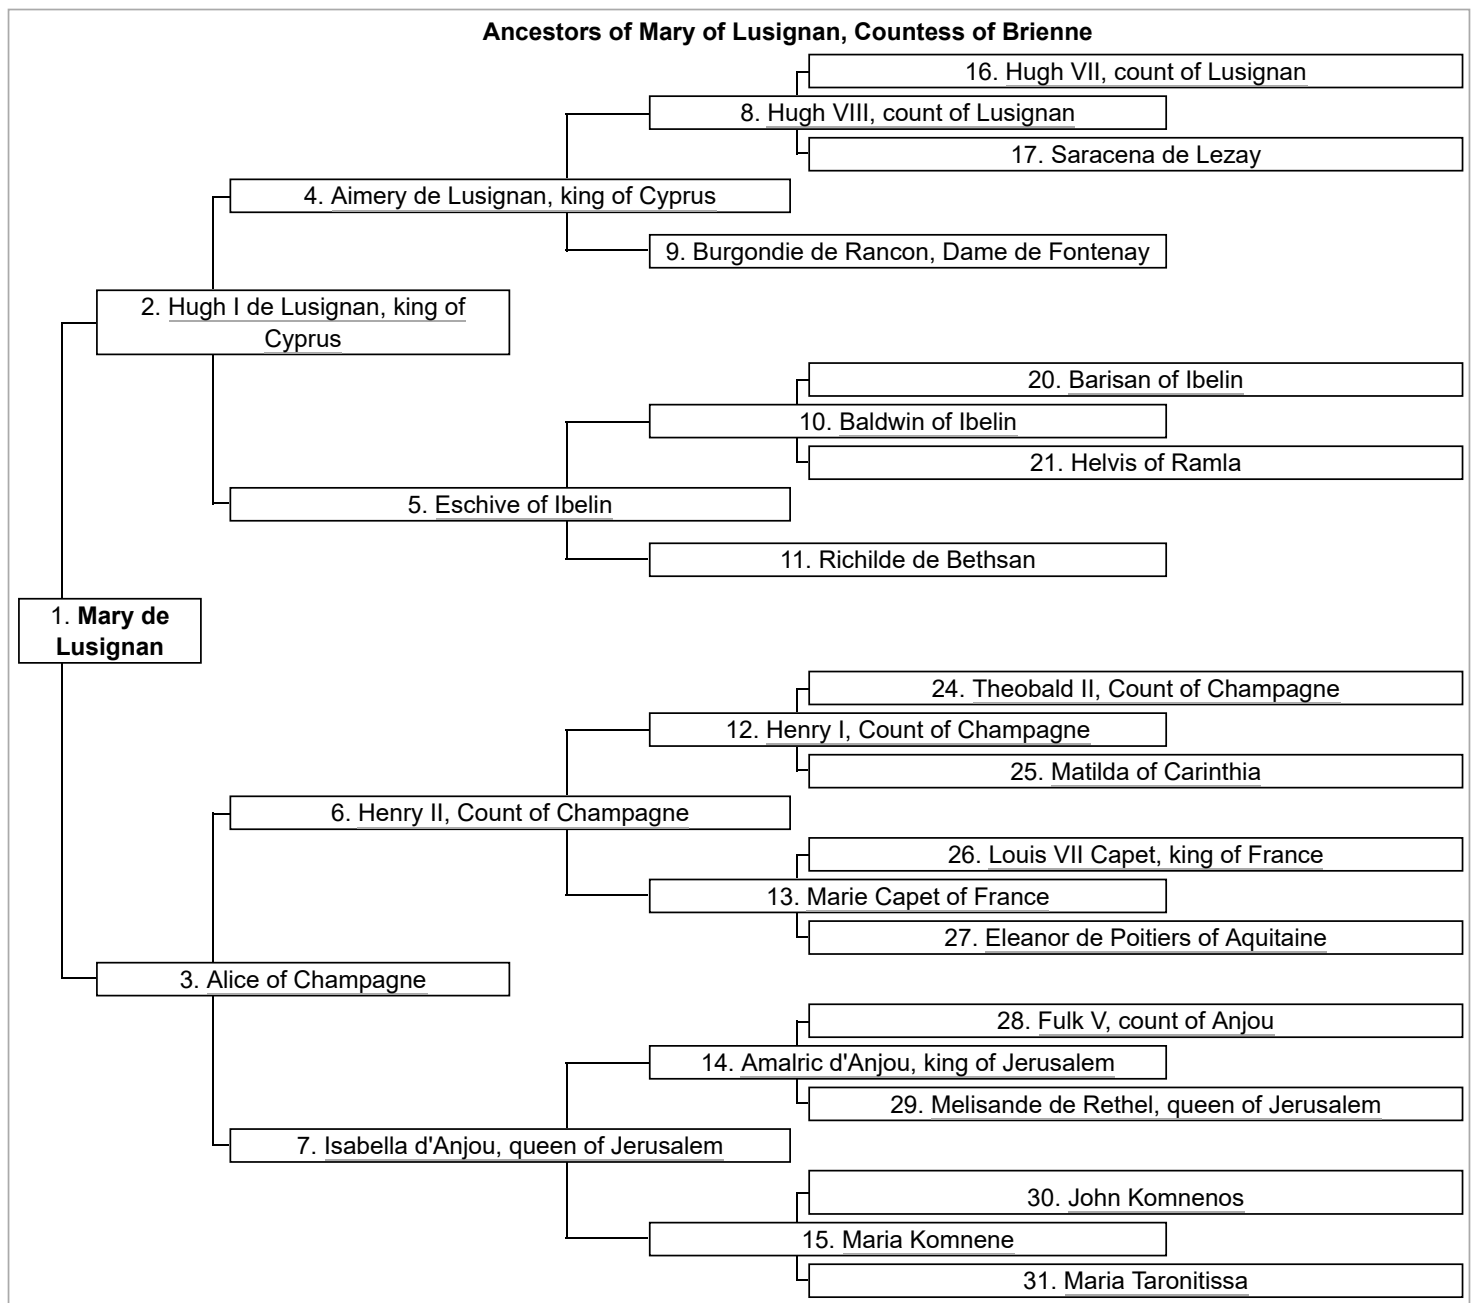 Ancestors of Mary of Lusignan, Countess of Brienne
16. Hugh VII, count of Lusignan
8. Hugh VIII, count of Lusignan
17. Saracena de Lezay
4. Aimery de Lusignan, king of Cyprus
9. Burgondie de Rancon, Dame de Fontenay
2. Hugh I de Lusignan, king of
Cyprus
20. Barisan of Ibelin
10. Baldwin of Ibelin
21. Helvis of Ramla
5. Eschive of Ibelin
11. Richilde de Bethsan
1. Mary de
Lusignan
24. Theobald II, Count of Champagne
12. Henry I, Count of Champagne
25. Matilda of Carinthia
6. Henry II, Count of Champagne
26. Louis VII Capet, king of France
13. Marie Capet of France
27. Eleanor de Poitiers of Aquitaine
3. Alice of Champagne
28. Fulk V, count of Anjou
14. Amalric d'Anjou, king of Jerusalem
29. Melisande de Rethel, queen of Jerusalem
7. Isabella d'Anjou, queen of Jerusalem
30. John Komnenos
15. Maria Komnene
31. Maria Taronitissa